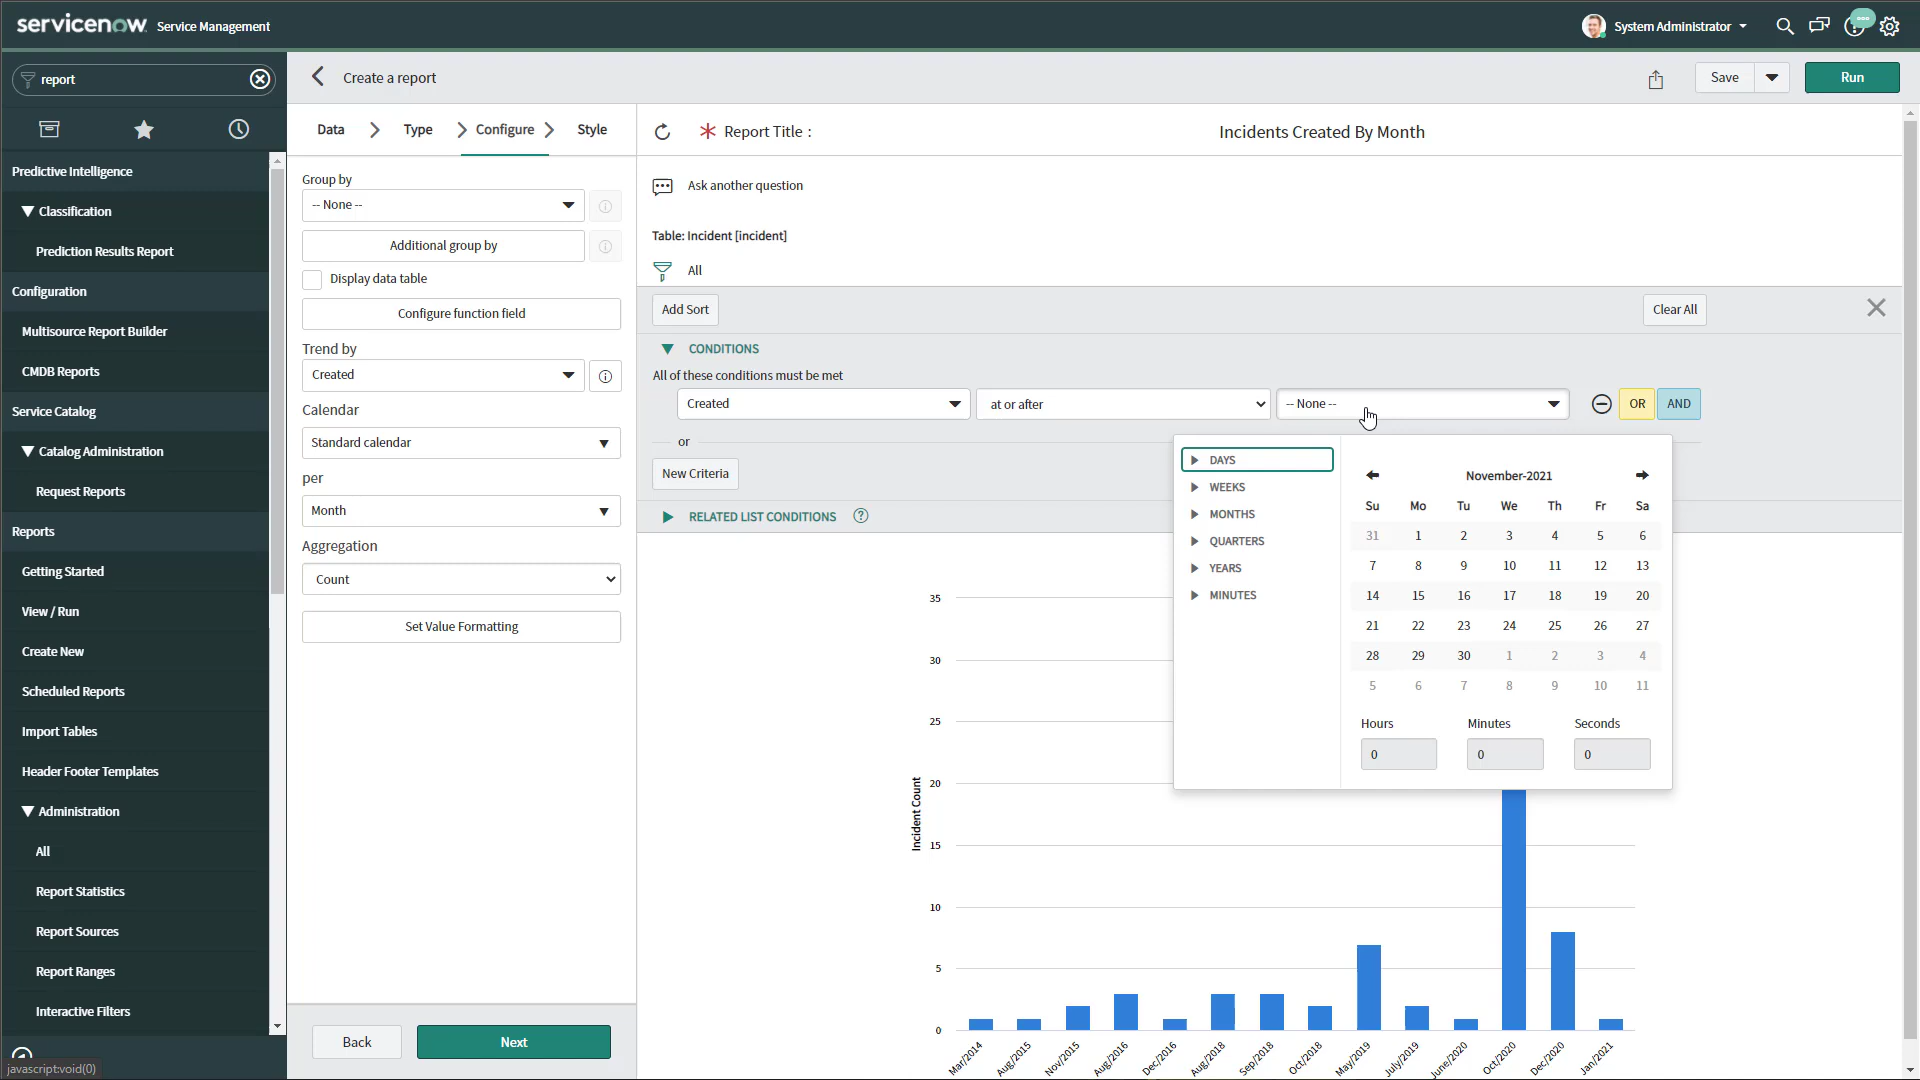 servicenow Service Management
System Administrator
report
Predictive Intelligence
Classification
Prediction Results Report
Configuration
Multisource Report Builder
CMDB Reports
Service Catalog
Catalog Administration
Request Reports
Reports
Getting Started
View / Run
Create New
Scheduled Reports
Import Tables
Header Footer Templates
Administration
All
Report Statistics
Report Sources
Report Ranges
Interactive Filters
javascript:void(0)
Create a report
Save
Run
Data
Type
Configure
Style
Group by
-- None --
Additional group by
Display data table
Configure function field
Trend by
Created
Calendar
Standard calendar
per
Month
Aggregation
Count
Set Value Formatting
Back
Next
* Report Title :
Incidents Created By Month
Ask another question
Table: Incident [incident]
All
Add Sort
Clear All
CONDITIONS
All of these conditions must be met
Created
at or after
-- None --
OR
AND
or
New Criteria
RELATED LIST CONDITIONS
DAYS
WEEKS
MONTHS
QUARTERS
YEARS
MINUTES
November-2021
Su Mo Tu We Th Fr Sa
31 1 2 3 4 5 6
7 8 9 10 11 12 13
14 15 16 17 18 19 20
21 22 23 24 25 26 27
28 29 30 1 2 3 4
5 6 7 8 9 10 11
Hours Minutes Seconds
0 0 0
Incident Count
35
30
25
20
15
10
5
0
Mar/2014
Aug/2015
Nov/2015
Aug/2016
Dec/2016
Aug/2018
Sep/2018
Oct/2018
May/2019
July/2019
June/2020
Oct/2020
Dec/2020
Jan/2021